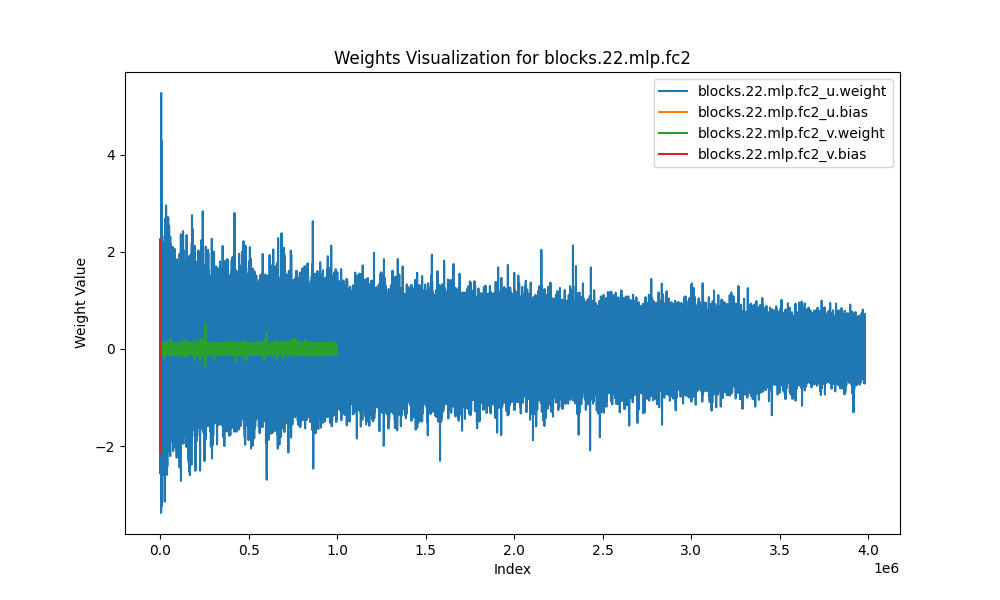 Weights Visualization for blocks.22.mlp.fc2
blocks.22.mlp.fc2_u.weight
blocks.22.mlp.fc2_u.bias
blocks.22.mlp.fc2_v.weight
blocks.22.mlp.fc2_v.bias
Weight Value
4
2
0
−2
0.0 0.5 1.0 1.5 2.0 2.5 3.0 3.5 4.0
1e6
Index